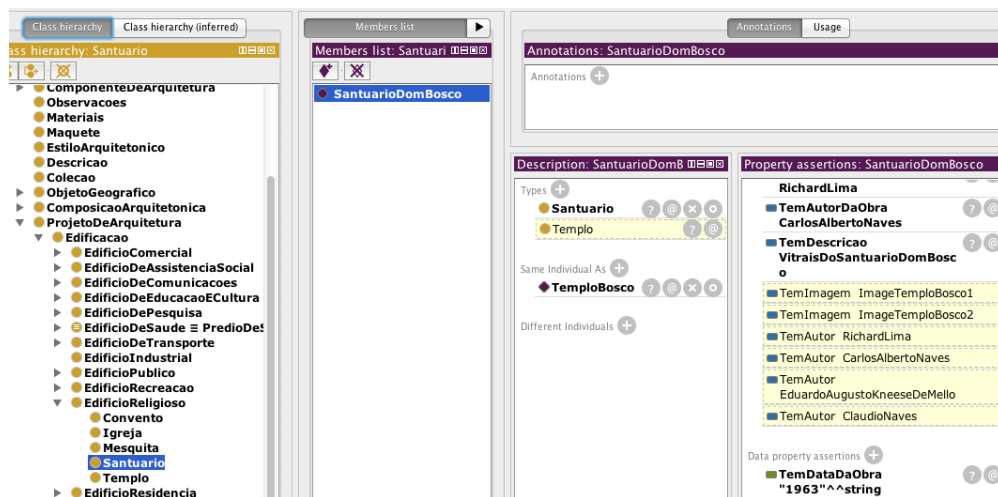 Class hierarchy
Class hierarchy (inferred)
ass hierarchy: Santuario
ComponenteDeArquitetura
Observacoes
Materiais
Maquete
EstiloArquitetonico
Descricao
Colecao
ObjetoGeografico
ComposicaoArquitetonica
ProjetoDeArquitetura
Edificacao
EdificioComercial
EdificioDeAssistenciaSocial
EdificioDeComunicacoes
EdificioDeEducacaoECultura
EdificioDePesquisa
EdificioDeSaude ≡ PredioDeS
EdificioDeTransporte
EdificioIndustrial
EdificioPublico
EdificioRecreacao
EdificioReligioso
Convento
Igreja
Mesquita
Santuario
Templo
EdificioResidencia
Members list
Members list: Santuari
SantuarioDomBosco
Annotations
Usage
Annotations: SantuarioDomBosco
Annotations
Description: SantuarioDomB
Types
Santuario
Templo
Same Individual As
TemploBosco
Different Individuals
Property assertions: SantuarioDomBosco
RichardLima
TemAutorDaObra
CarlosAlbertoNaves
TemDescricao
VitraisDoSantuarioDomBosc
o
TemImagem ImageTemploBosco1
TemImagem ImageTemploBosco2
TemAutor RichardLima
TemAutor CarlosAlbertoNaves
TemAutor
EduardoAugustoKneeseDeMello
TemAutor ClaudioNaves
Data property assertions
TemDataDaObra
"1963"^^string